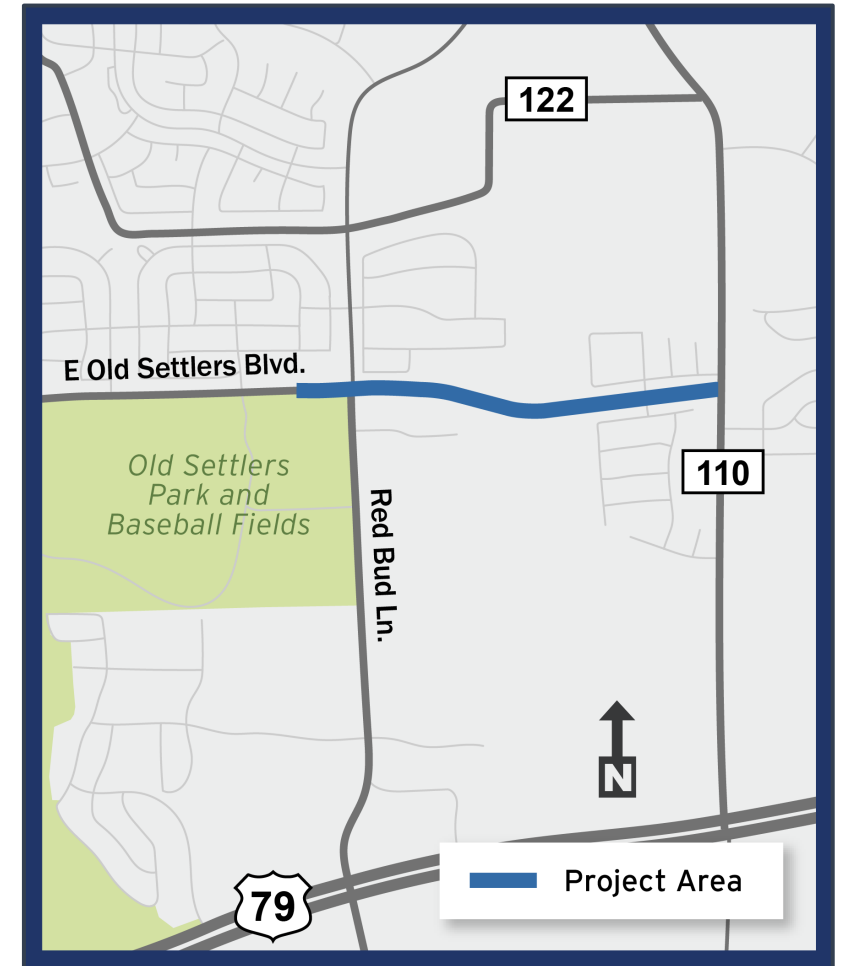 122
E Old Settlers Blvd.
Old Settlers
Park and
Baseball Fields
110
Red Bud Ln.
N
79
Project Area